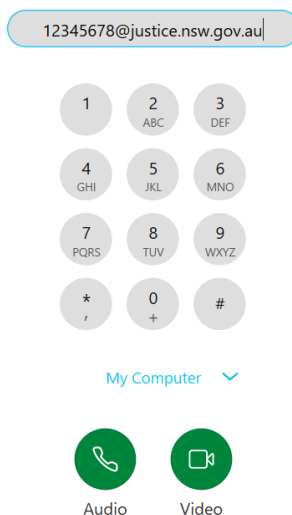 12345678@justice.nsw.gov.au
1 2 3
ABC DEF
4 5 6
GHI JKL MNO
7 8 9
PQRS TUV WXYZ
* 0 #
, +
My Computer
Audio Video